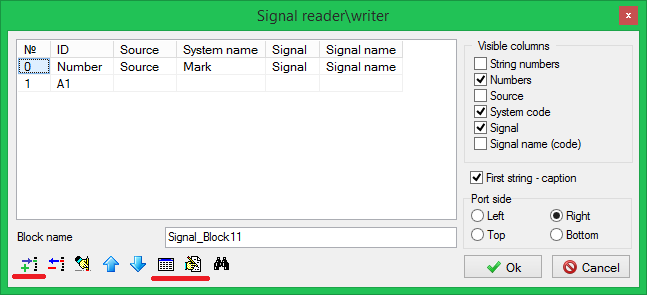 Signal reader\writer
№ ID Source System name Signal Signal name
0 Number Source Mark Signal Signal name
1 A1
Visible columns
String numbers
Numbers
Source
System code
Signal
Signal name (code)
First string - caption
Port side
Left Right
Top Bottom
Block name Signal_Block11
Ok Cancel